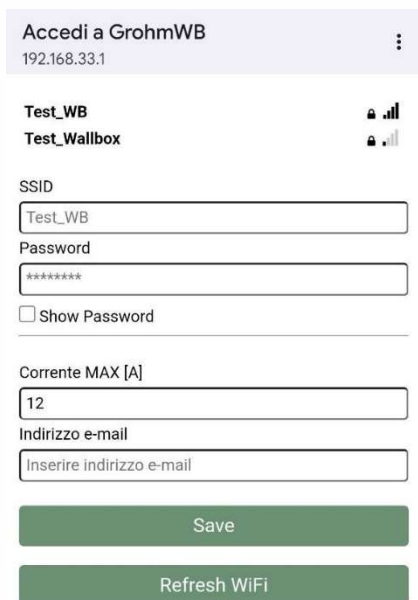 Accedi a GrohmWB
192.168.33.1
Test_WB
Test_Wallbox
SSID
Test_WB
Password
********
Show Password
Corrente MAX [A]
12
Indirizzo e-mail
Inserire indirizzo e-mail
Save
Refresh WiFi